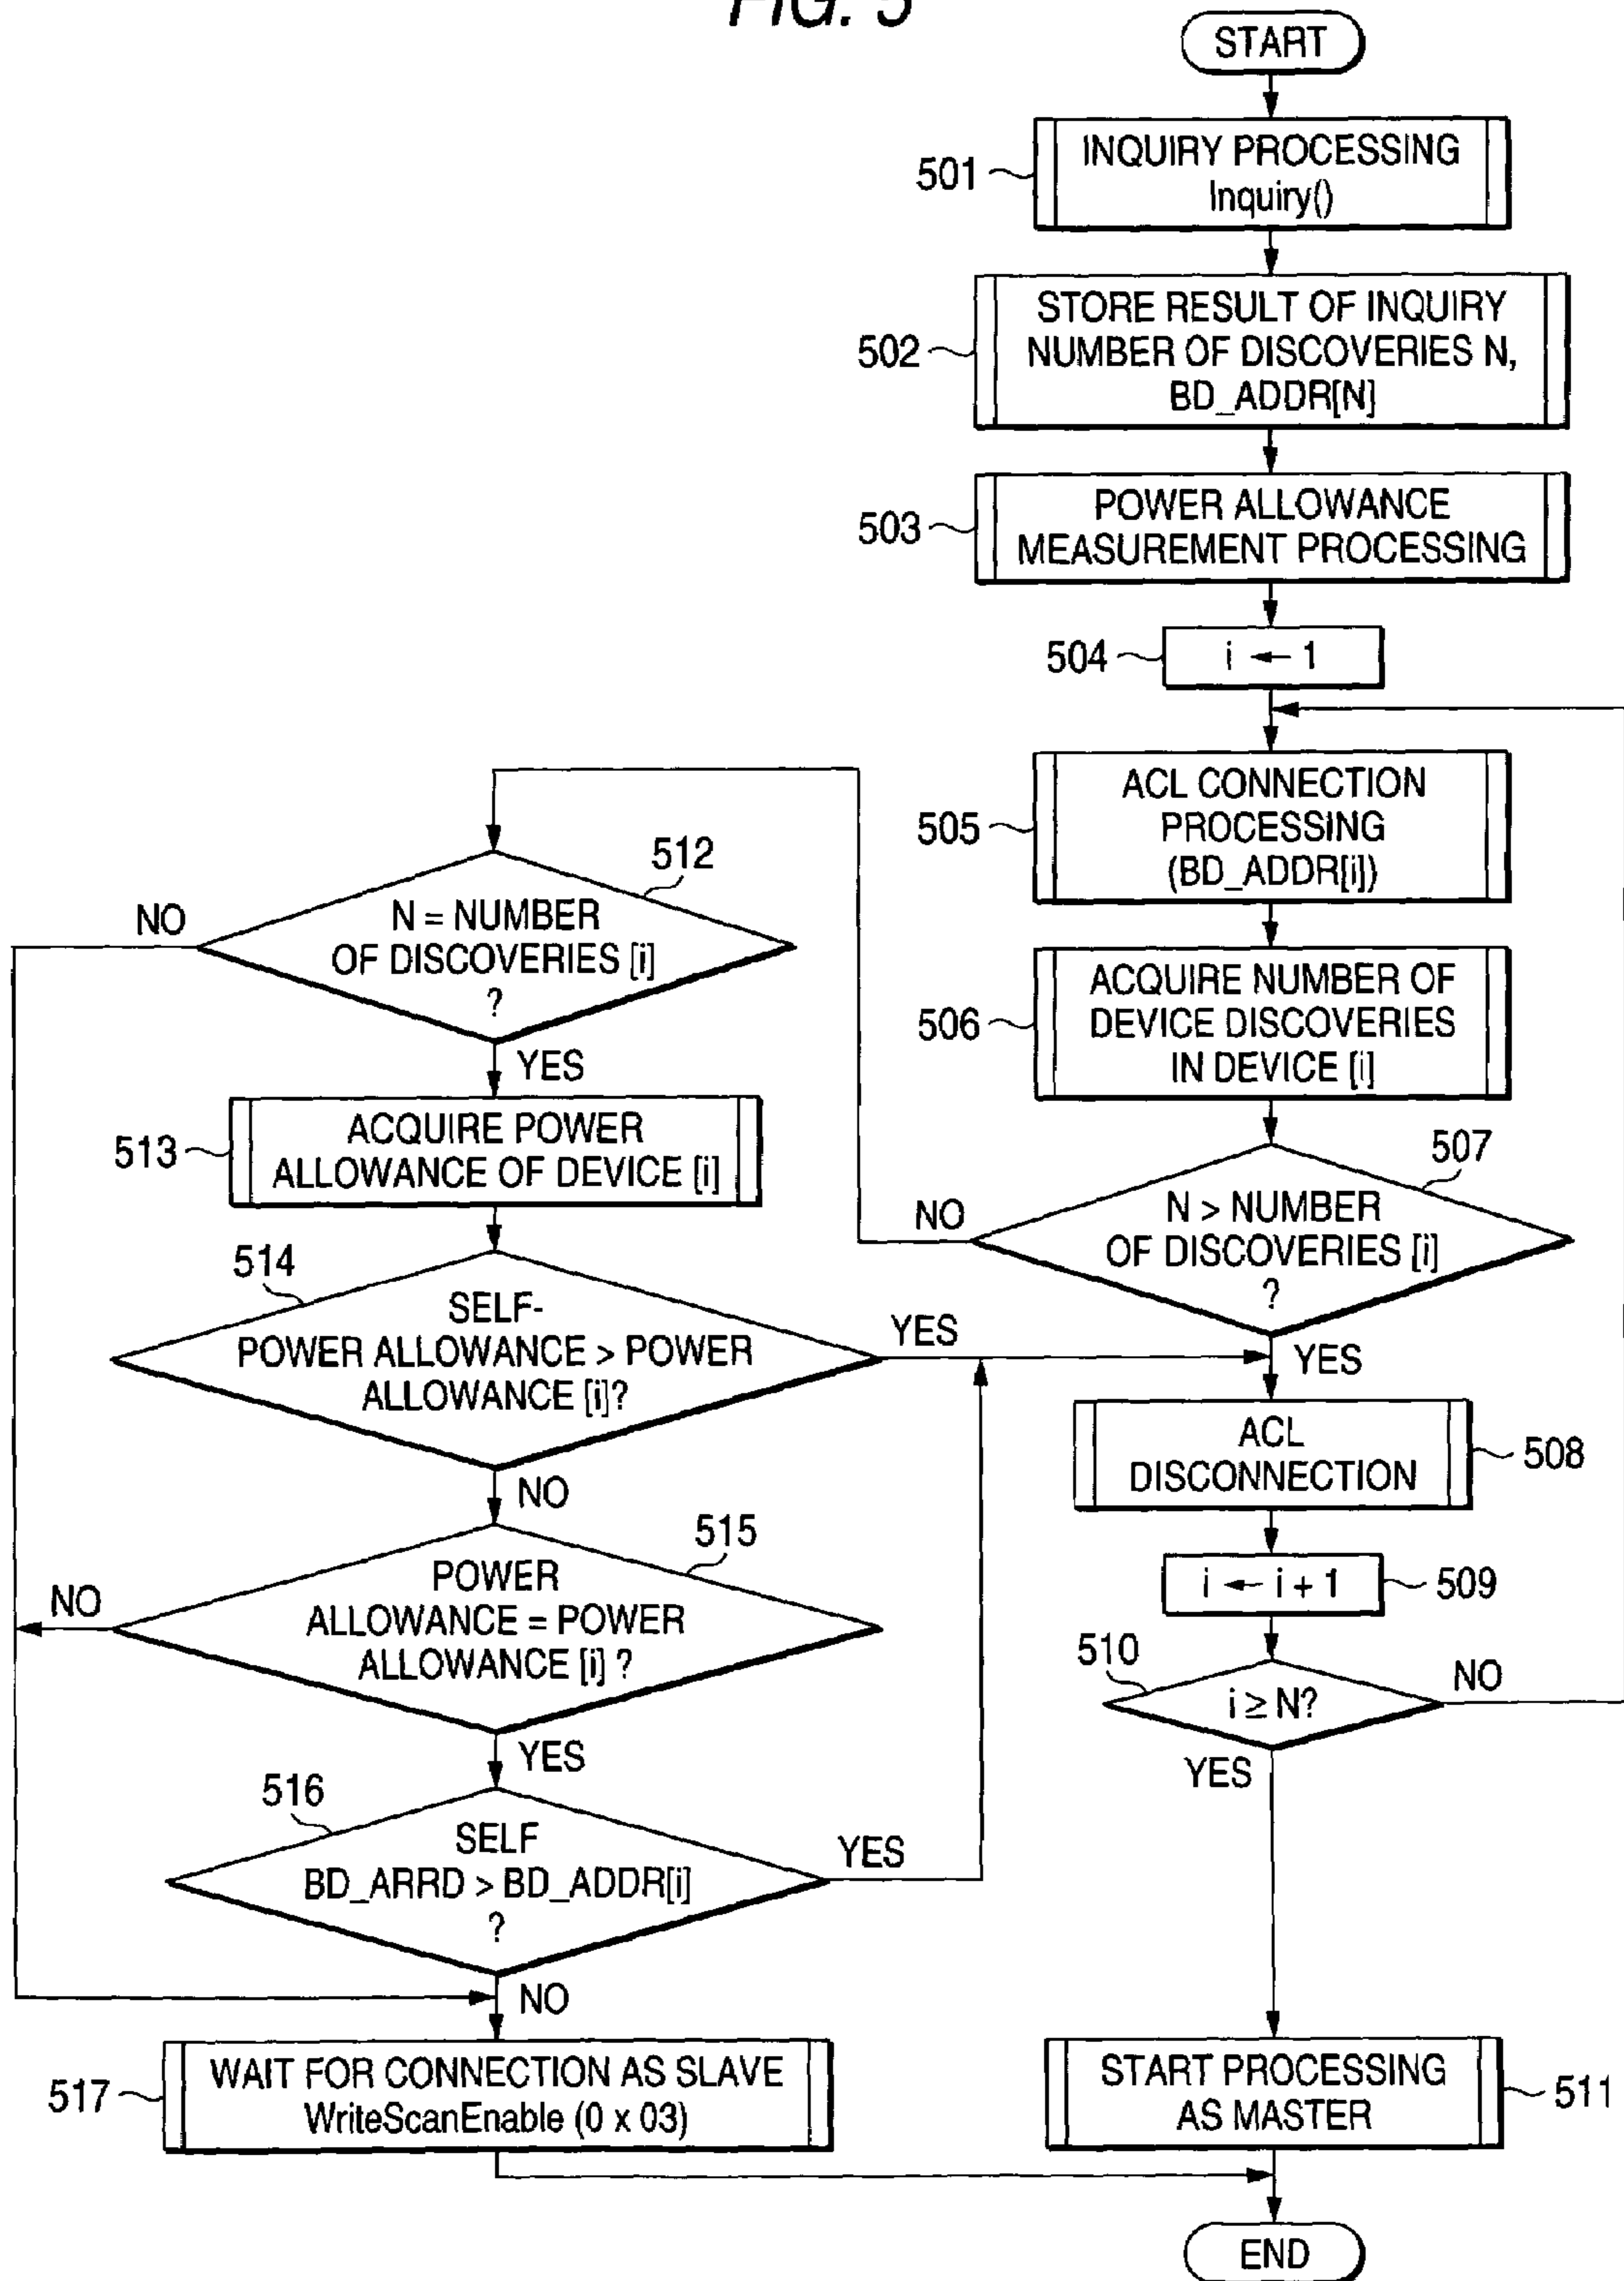 FIG. 5
START
501
INQUIRY PROCESSING
Inquiry()
502
STORE RESULT OF INQUIRY
NUMBER OF DISCOVERIES N,
BD_ADDR[N]
503
POWER ALLOWANCE
MEASUREMENT PROCESSING
504
i ← 1
505
ACL CONNECTION
PROCESSING
(BD_ADDR[i])
506
ACQUIRE NUMBER OF
DEVICE DISCOVERIES
IN DEVICE [i]
507
N > NUMBER
OF DISCOVERIES [i]
?
NO
YES
508
ACL
DISCONNECTION
509
i ← i + 1
510
i ≥ N?
NO
YES
511
START PROCESSING
AS MASTER
512
N = NUMBER
OF DISCOVERIES [i]
?
NO
YES
513
ACQUIRE POWER
ALLOWANCE OF DEVICE [i]
514
SELF-
POWER ALLOWANCE > POWER
ALLOWANCE [i]?
YES
NO
515
POWER
ALLOWANCE = POWER
ALLOWANCE [i] ?
NO
YES
516
SELF
BD_ARRD > BD_ADDR[i]
?
YES
NO
517
WAIT FOR CONNECTION AS SLAVE
WriteScanEnable (0 x 03)
END